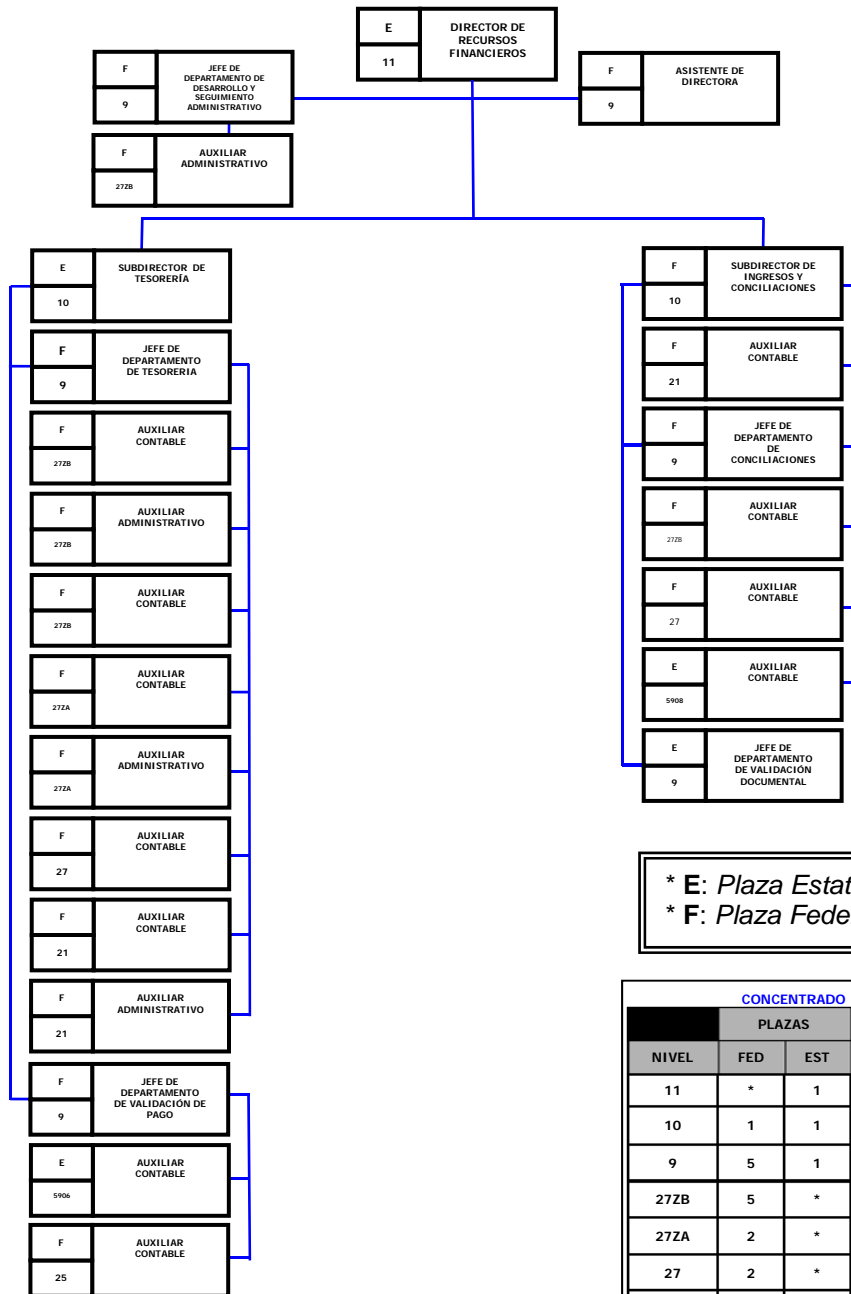 E
11
DIRECTOR DE
RECURSOS
FINANCIEROS
F
9
JEFE DE
DEPARTAMENTO DE
DESARROLLO Y
SEGUIMIENTO
ADMINISTRATIVO
F
9
ASISTENTE DE
DIRECTORA
F
27ZB
AUXILIAR
ADMINISTRATIVO
E
10
SUBDIRECTOR DE
TESORERÍA
F
9
JEFE DE
DEPARTAMENTO
DE TESORERIA
F
27ZB
AUXILIAR
CONTABLE
F
27ZB
AUXILIAR
ADMINISTRATIVO
F
27ZB
AUXILIAR
CONTABLE
F
27ZA
AUXILIAR
CONTABLE
F
27ZA
AUXILIAR
ADMINISTRATIVO
F
27
AUXILIAR
CONTABLE
F
21
AUXILIAR
CONTABLE
F
21
AUXILIAR
ADMINISTRATIVO
F
9
JEFE DE
DEPARTAMENTO
DE VALIDACIÓN DE
PAGO
E
5906
AUXILIAR
CONTABLE
F
25
AUXILIAR
CONTABLE
F
10
SUBDIRECTOR DE
INGRESOS Y
CONCILIACIONES
F
21
AUXILIAR
CONTABLE
F
9
JEFE DE
DEPARTAMENTO
DE
CONCILIACIONES
F
27ZB
AUXILIAR
CONTABLE
F
27
AUXILIAR
CONTABLE
E
5908
AUXILIAR
CONTABLE
E
9
JEFE DE
DEPARTAMENTO
DE VALIDACIÓN
DOCUMENTAL
* E: Plaza Estat
* F: Plaza Fede
CONCENTRADO
PLAZAS
NIVEL FED EST
11 * 1
10 1 1
9 5 1
27ZB 5 *
27ZA 2 *
27 2 *